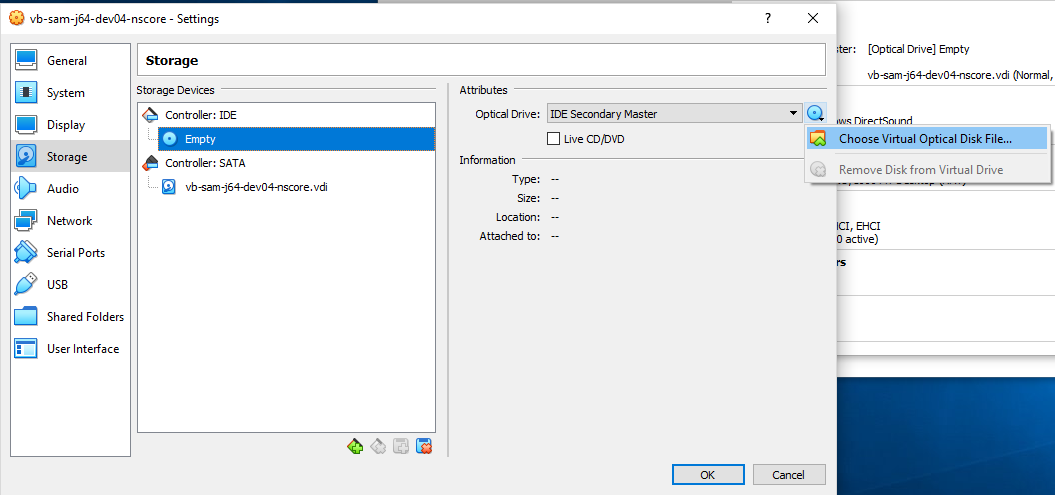 vb-sam-j64-dev04-nscore - Settings
?
General
System
Display
Storage
Audio
Network
Serial Ports
USB
Shared Folders
User Interface
Storage
Storage Devices
Controller: IDE
Empty
Controller: SATA
vb-sam-j64-dev04-nscore.vdi
Attributes
Optical Drive: IDE Secondary Master
Live CD/DVD
Information
Type: --
Size: --
Location: --
Attached to: --
OK
Cancel
Choose Virtual Optical Disk File...
Remove Disk from Virtual Drive
ter: [Optical Drive] Empty
vb-sam-j64-dev04-nscore.vdi (Normal,
ows DirectSound
HCI, EHCI
0 active)
rs